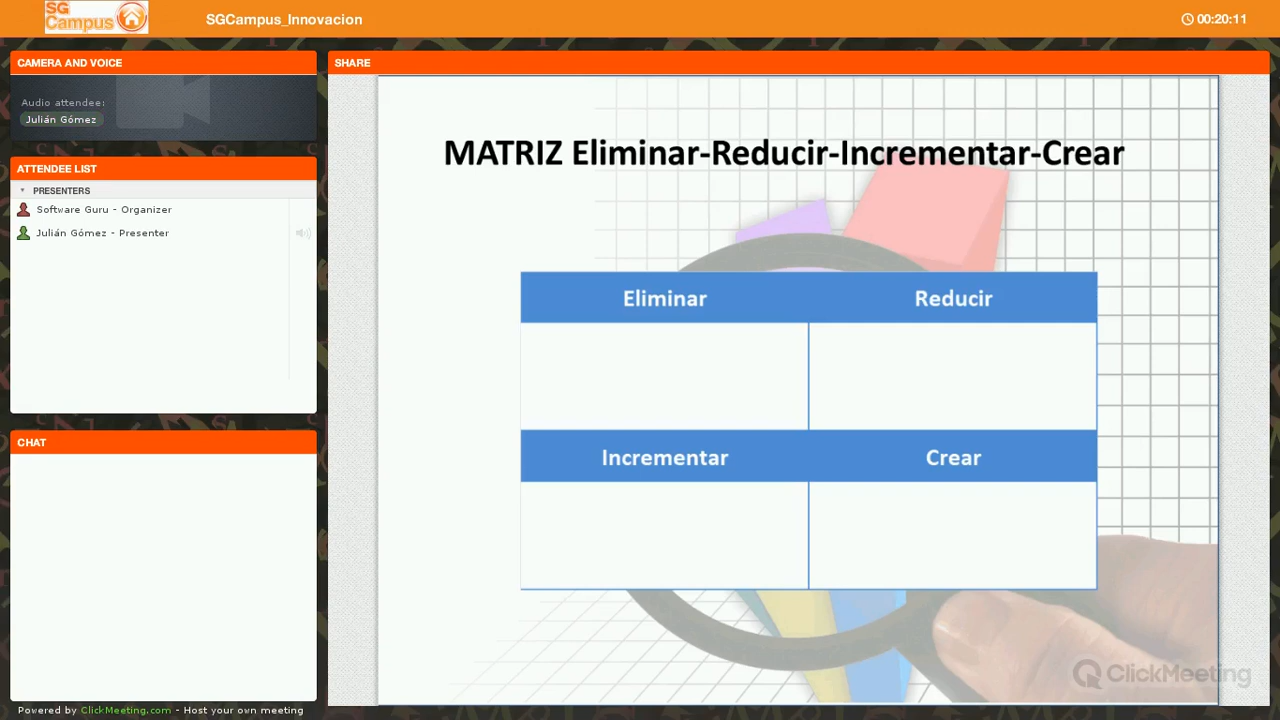 SG
Campus
SGCampus_Innovacion
00:20:11
CAMERA AND VOICE
Audio attendee:
Julián Gómez
ATTENDEE LIST
PRESENTERS
Software Guru - Organizer
Julián Gómez - Presenter
CHAT
Powered by ClickMeeting.com - Host your own meeting
SHARE
MATRIZ Eliminar-Reducir-Incrementar-Crear
Eliminar Reducir
Incrementar Crear
ClickMeeting